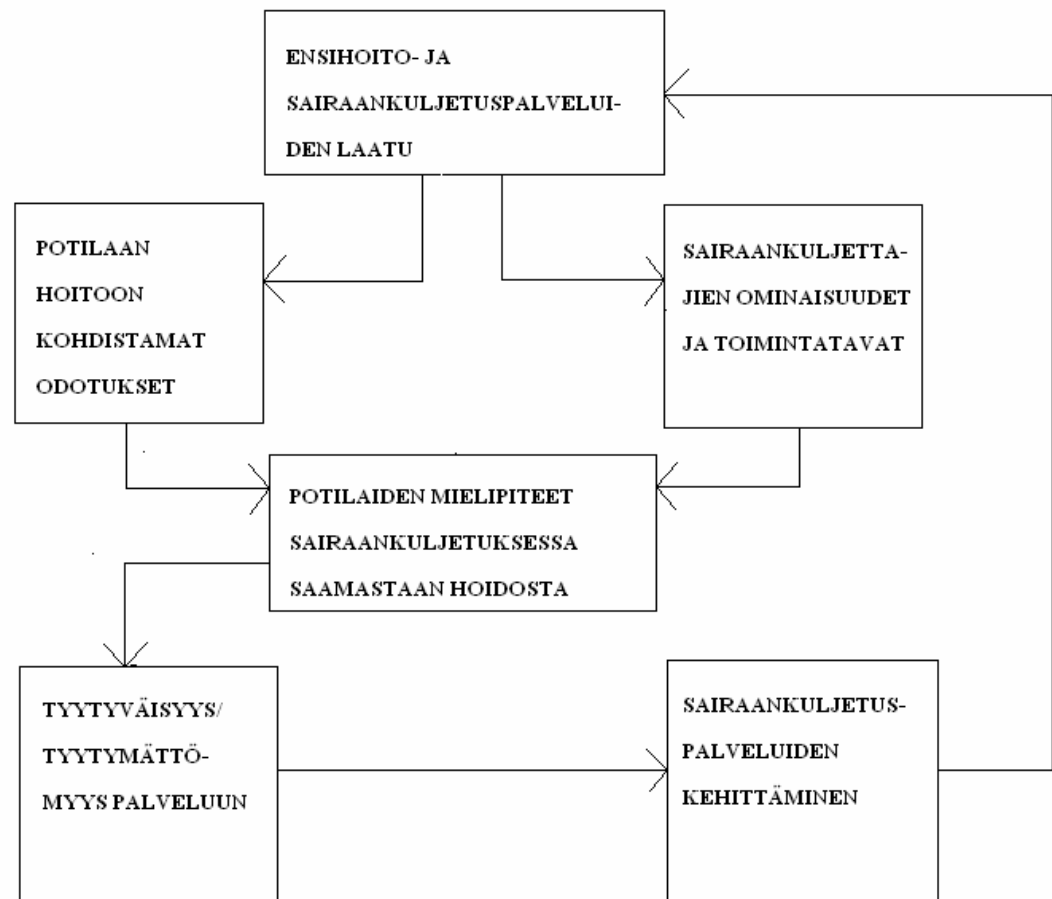 ENSIHOITO- JA
SAIRAANKULJETUSPALVELUI-
DEN LAATU
POTILAAN
HOITOON
KOHDISTAMAT
ODOTUKSET
SAIRAANKULJETTA-
JIEN OMINAISUUDET
JA TOIMINTATAVAT
POTILAIDEN MIELIPITEET
SAIRAANKULJETUKSESSA
SAAMASTAAN HOIDOSTA
TYYTYVÄISYYS/
TYYTYMÄTTÖ-
MYYS PALVELUUN
SAIRAANKULJETUS-
PALVELUIDEN
KEHITTÄMINEN